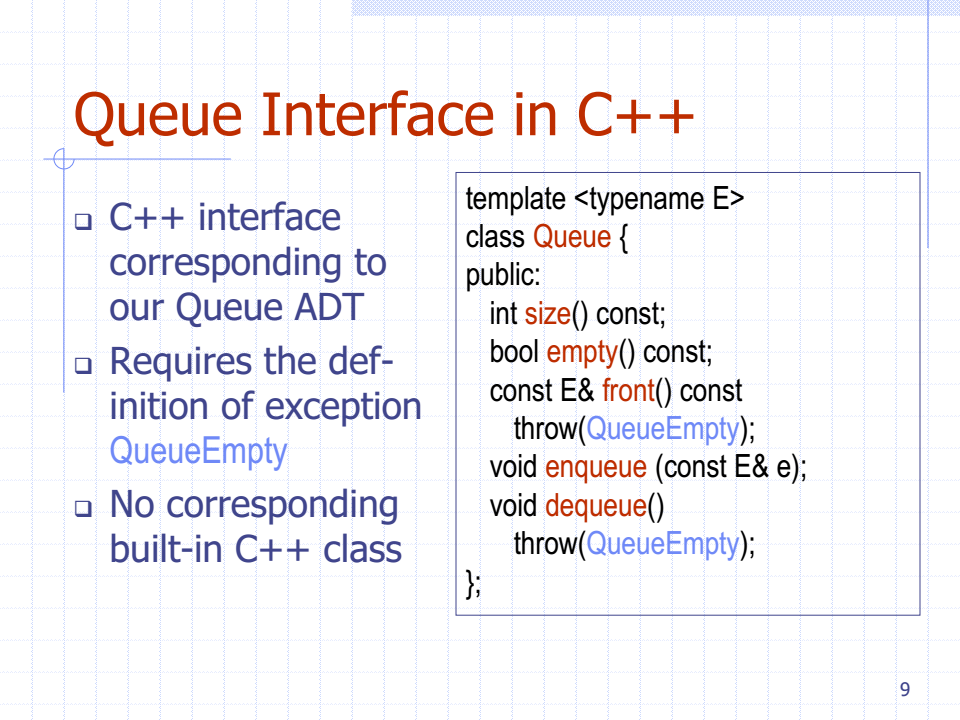 Queue Interface in C++
❑ C++ interface
corresponding to
our Queue ADT
❑ Requires the def-
inition of exception
QueueEmpty
❑ No corresponding
built-in C++ class
template <typename E>
class Queue {
public:
int size() const;
bool empty() const;
const E& front() const
throw(QueueEmpty);
void enqueue (const E& e);
void dequeue()
throw(QueueEmpty);
};
9